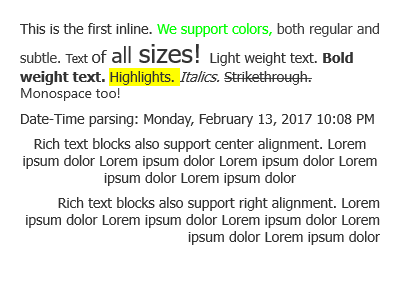 This is the first inline. We support colors, both regular and
subtle. Text of all sizes! Light weight text. Bold
weight text. Highlights. Italics. Strikethrough.
Monospace too!
Date-Time parsing: Monday, February 13, 2017 10:08 PM
Rich text blocks also support center alignment. Lorem
ipsum dolor Lorem ipsum dolor Lorem ipsum dolor Lorem
ipsum dolor Lorem ipsum dolor
Rich text blocks also support right alignment. Lorem
ipsum dolor Lorem ipsum dolor Lorem ipsum dolor Lorem
ipsum dolor Lorem ipsum dolor